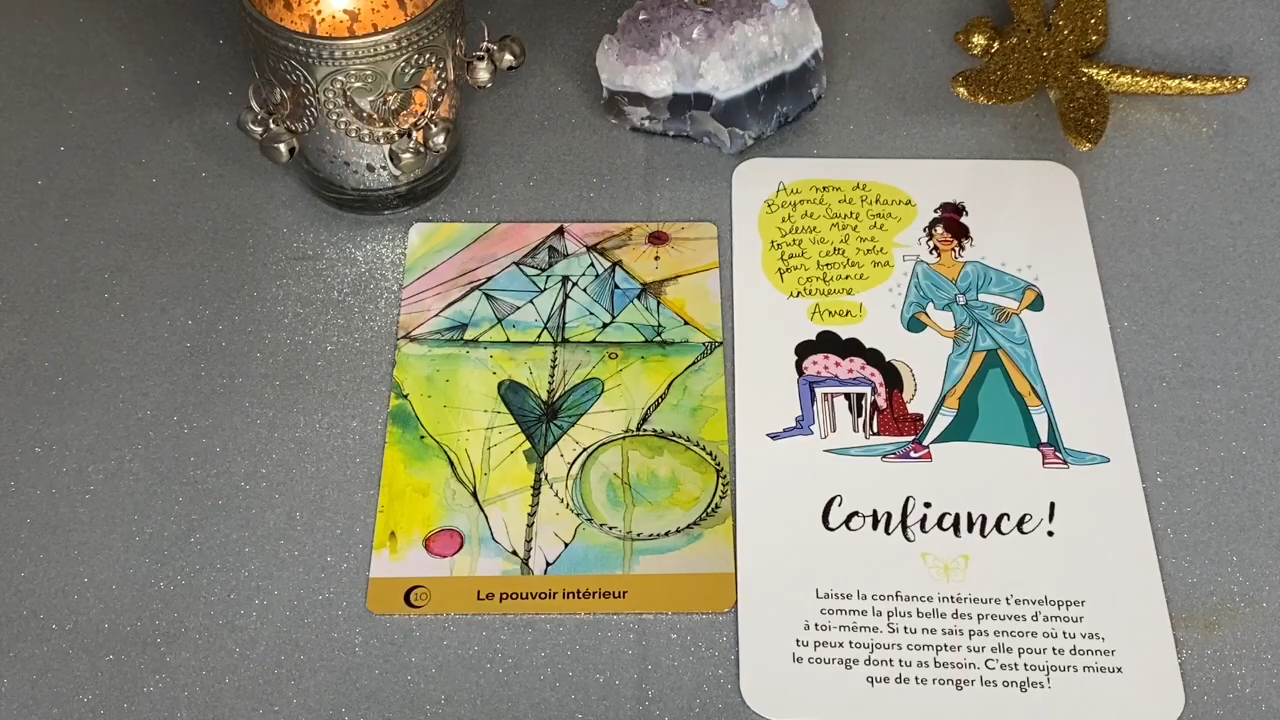 Au nom de
Beyoncé, de Rihanna
et de Sainte Gaïa,
Déesse Mère de
toute vie, il me
faut cette robe
pour booster ma
confiance
intérieure.
Amen!
Confiance!
Laisse la confiance intérieure t'envelopper
comme la plus belle des preuves d'amour
à toi-même. Si tu ne sais pas encore où tu vas,
tu peux toujours compter sur elle pour te donner
le courage dont tu as besoin. C'est toujours mieux
que de te ronger les ongles!
10
Le pouvoir intérieur